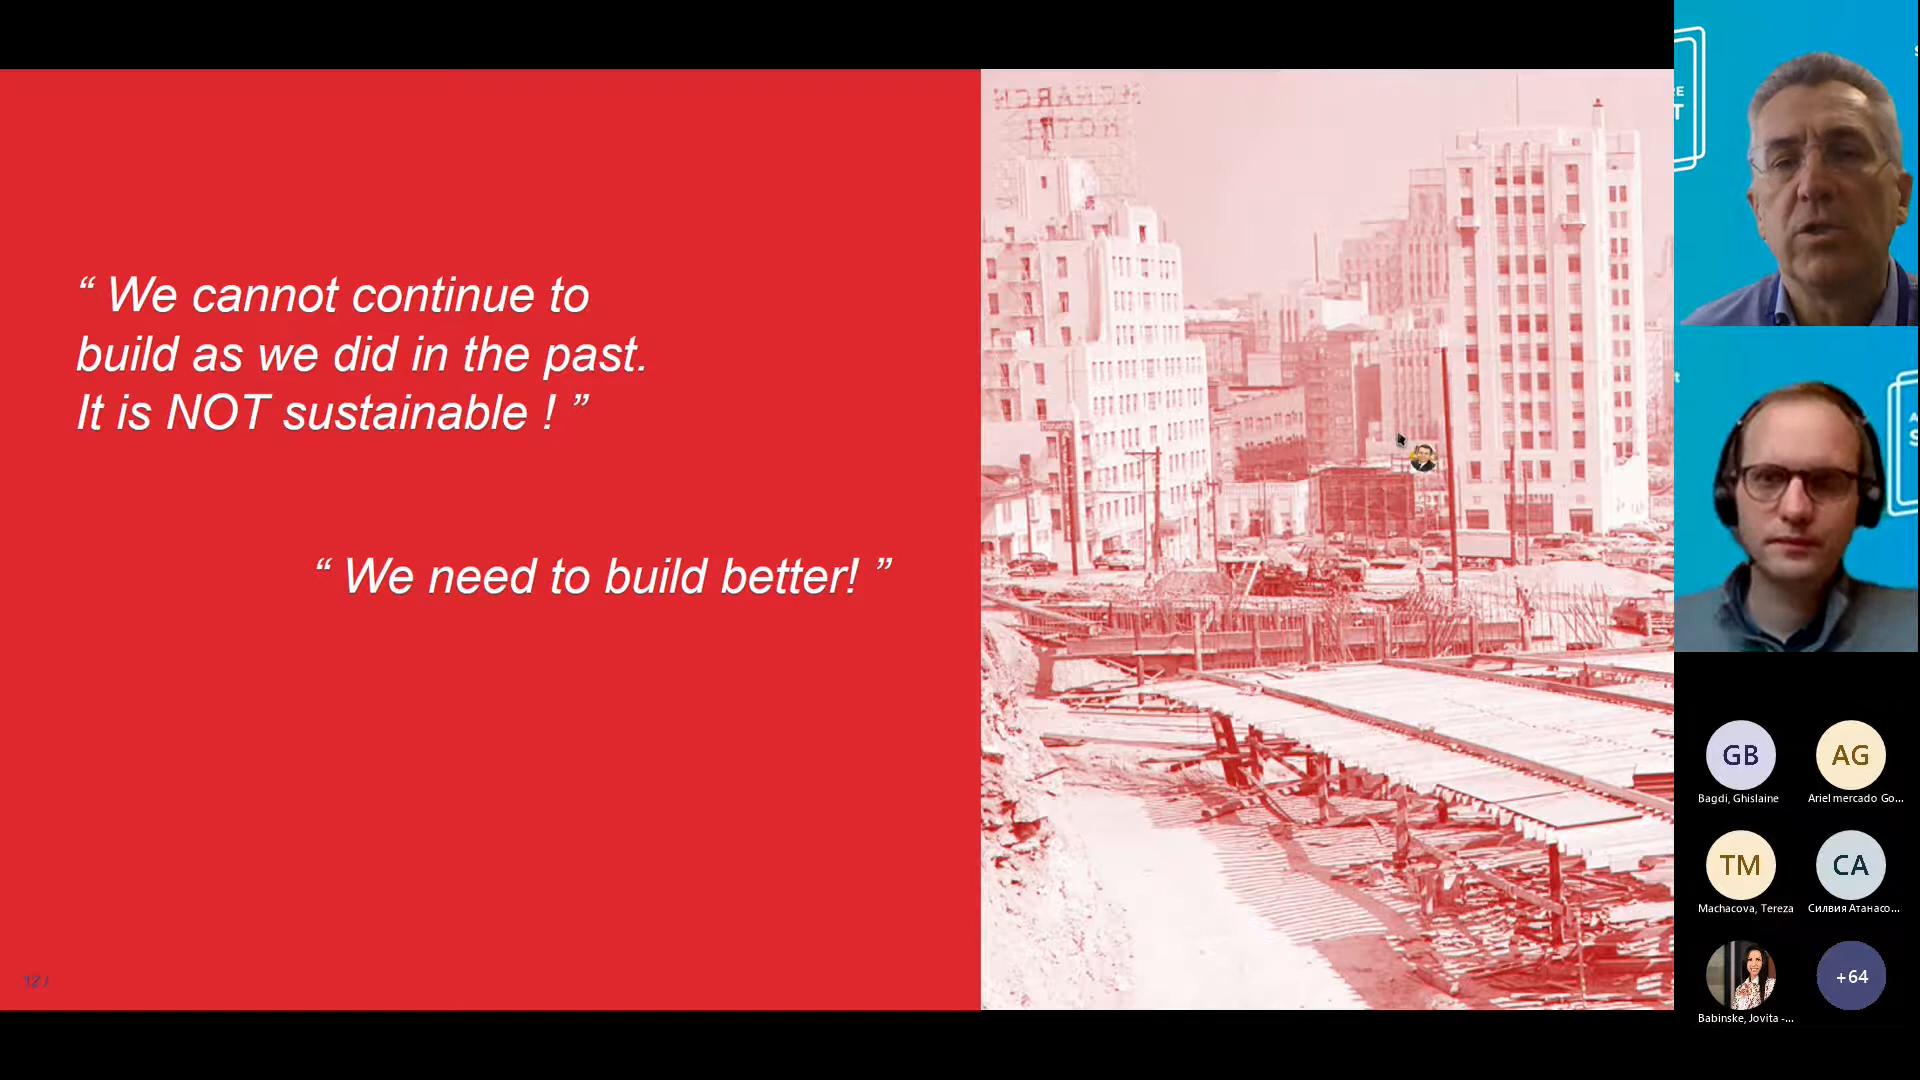 “ We cannot continue to
build as we did in the past.
It is NOT sustainable ! ”
“ We need to build better! ”
12 /
GB
Bagdi, Ghislaine
AG
Ariel mercado Go...
TM
Machacova, Tereza
CA
Силвия Атанасо...
Babinske, Jovita -...
+64